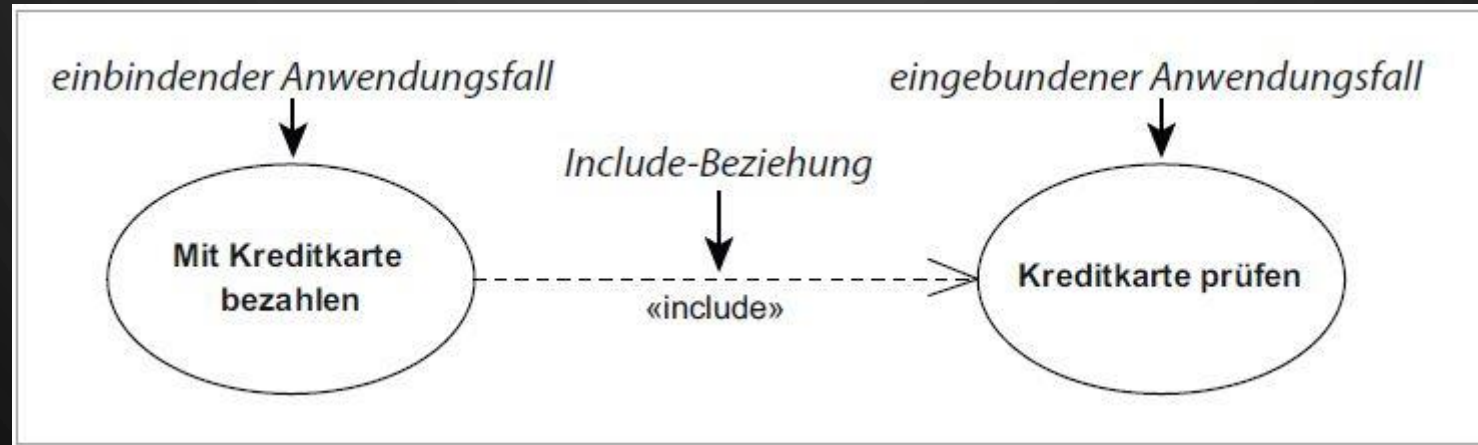 einbindender Anwendungsfall
eingebundener Anwendungsfall
Include-Beziehung
Mit Kreditkarte
bezahlen
«include»
Kreditkarte prüfen